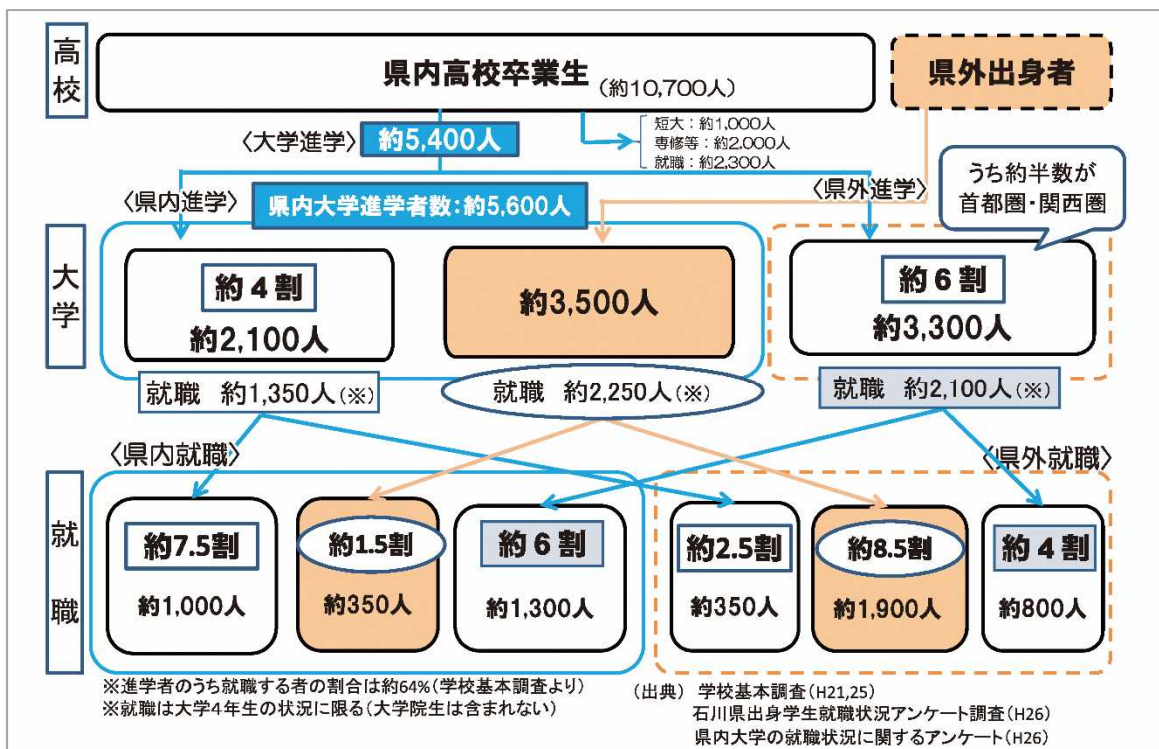 高校
県内高校卒業生(約10,700人)
県外出身者
〈大学進学〉
約5,400人
短大:約1,000人
専修等:約2,000人
就職:約2,300人
〈県内進学〉
県内大学進学者数:約5,600人
〈県外進学〉
うち約半数が
首都圏・関西圏
大学
約4割
約2,100人
約3,500人
約6割
約3,300人
就職 約1,350人(※)
就職 約2,250人(※)
就職 約2,100人(※)
〈県内就職〉
〈県外就職〉
就職
約7.5割
約1,000人
約1.5割
約350人
約6割
約1,300人
約2.5割
約350人
約8.5割
約1,900人
約4割
約800人
※進学者のうち就職する者の割合は約64%(学校基本調査より)
※就職は大学4年生の状況に限る(大学院生は含まれない)
(出典) 学校基本調査(H21,25)
石川県出身学生就職状況アンケート調査(H26)
県内大学の就職状況に関するアンケート(H26)